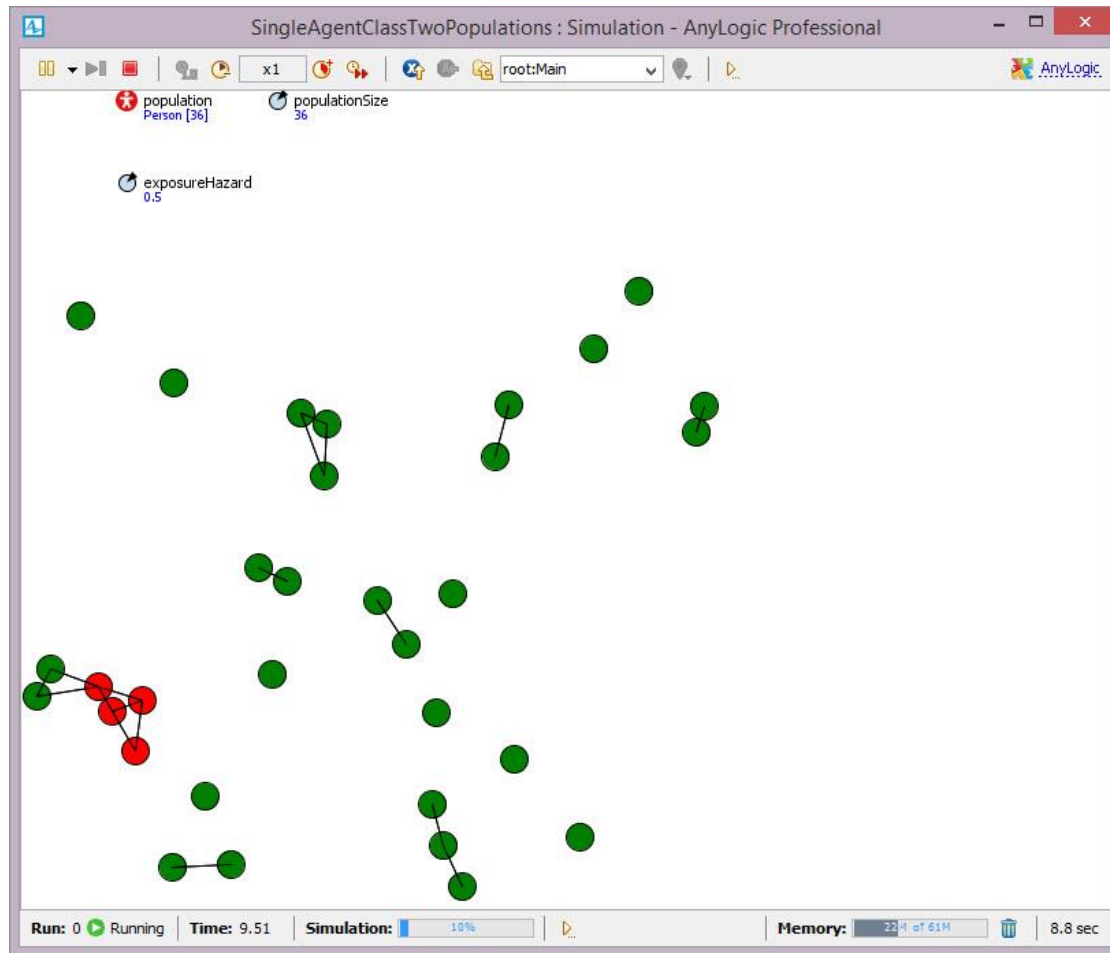 SingleAgentClassTwoPopulations : Simulation - AnyLogic Professional
x1 root:Main AnyLogic
population populationSize
Person [36] 36
exposureHazard
0.5
Run: 0 Running Time: 9.51 Simulation: 10% Memory: 22M of 61M 8.8 sec